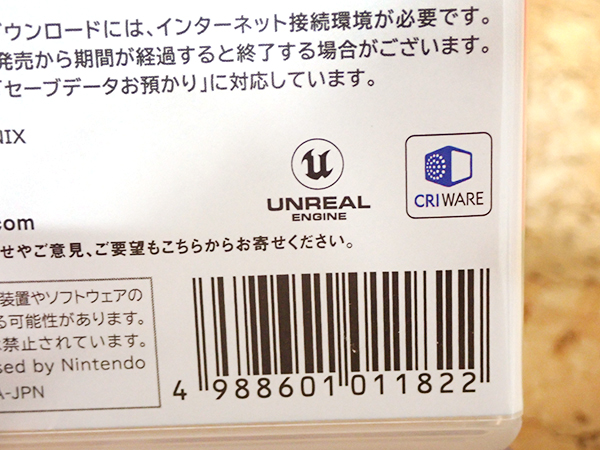 ダウンロードには、インターネット接続環境が必要です。
発売から期間が経過すると終了する場合がございます。
「セーブデータお預かり」に対応しています。
NIX
UNREAL
ENGINE
CRIWARE
.com
せやご意見、ご要望もこちらからお寄せください。
装置やソフトウェアの
る可能性があります。
禁止されています。
sed by Nintendo
A-JPN
4 988601 011822